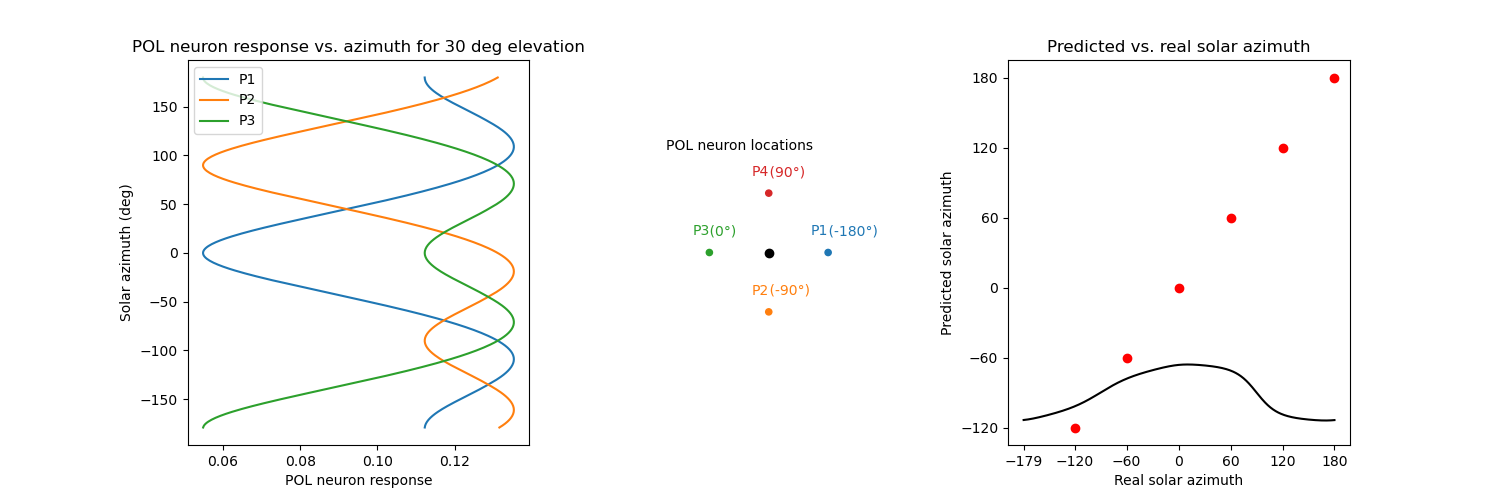 POL neuron response vs. azimuth for 30 deg elevation
P1
P2
P3
150
100
50
0
−50
−100
−150
Solar azimuth (deg)
0.06 0.08 0.10 0.12
POL neuron response
POL neuron locations
P4(90°)
P3(0°) P1(-180°)
P2(-90°)
Predicted vs. real solar azimuth
180
120
60
0
−60
−120
Predicted solar azimuth
−179 −120 −60 0 60 120 180
Real solar azimuth